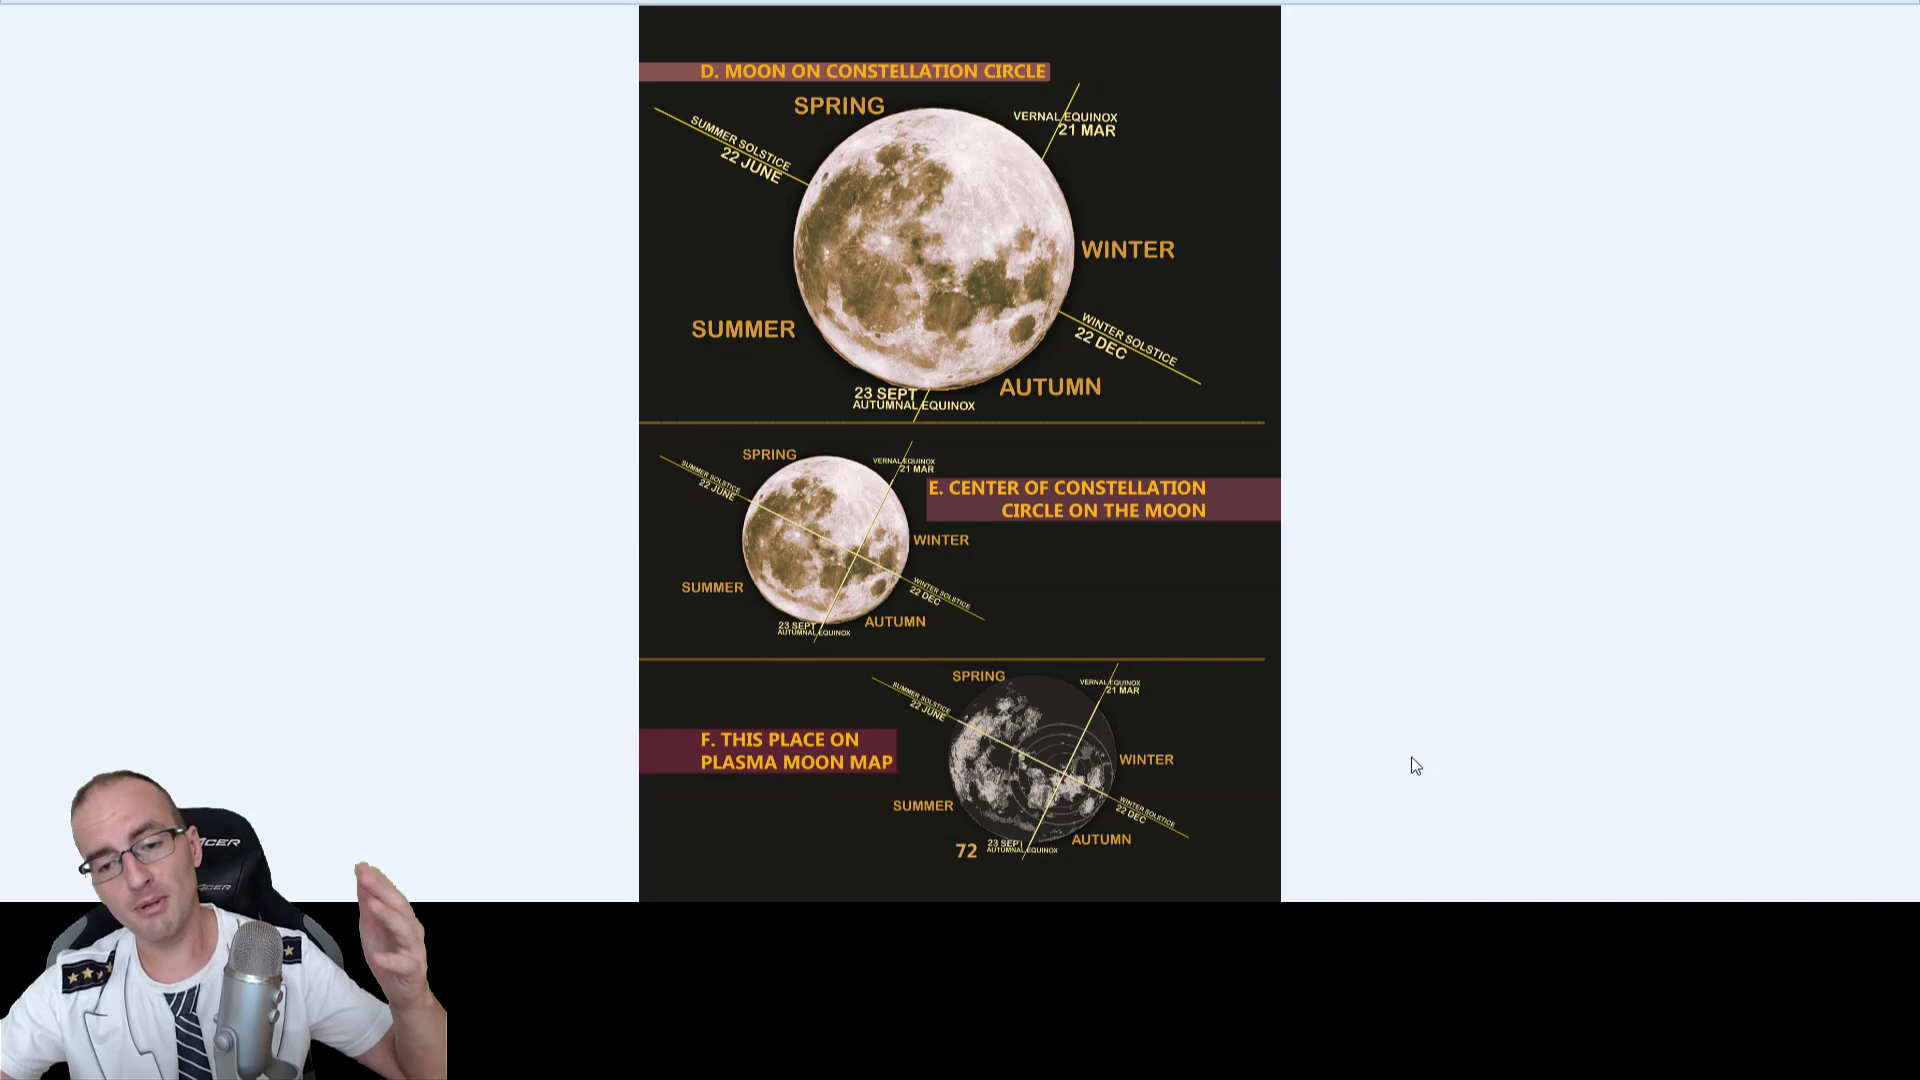 D. MOON ON CONSTELLATION CIRCLE
SPRING
VERNAL EQUINOX
21 MAR
SUMMER SOLSTICE
22 JUNE
WINTER
SUMMER
WINTER SOLSTICE
22 DEC
AUTUMN
23 SEPT
AUTUMNAL EQUINOX
SPRING
VERNAL EQUINOX
21 MAR
SUMMER SOLSTICE
22 JUNE
E. CENTER OF CONSTELLATION
CIRCLE ON THE MOON
WINTER
SUMMER
WINTER SOLSTICE
22 DEC
AUTUMN
23 SEPT
AUTUMNAL EQUINOX
SPRING
VERNAL EQUINOX
21 MAR
SUMMER SOLSTICE
22 JUNE
F. THIS PLACE ON
PLASMA MOON MAP
WINTER
SUMMER
WINTER SOLSTICE
22 DEC
AUTUMN
23 SEPT
AUTUMNAL EQUINOX
72
ACER
ACER